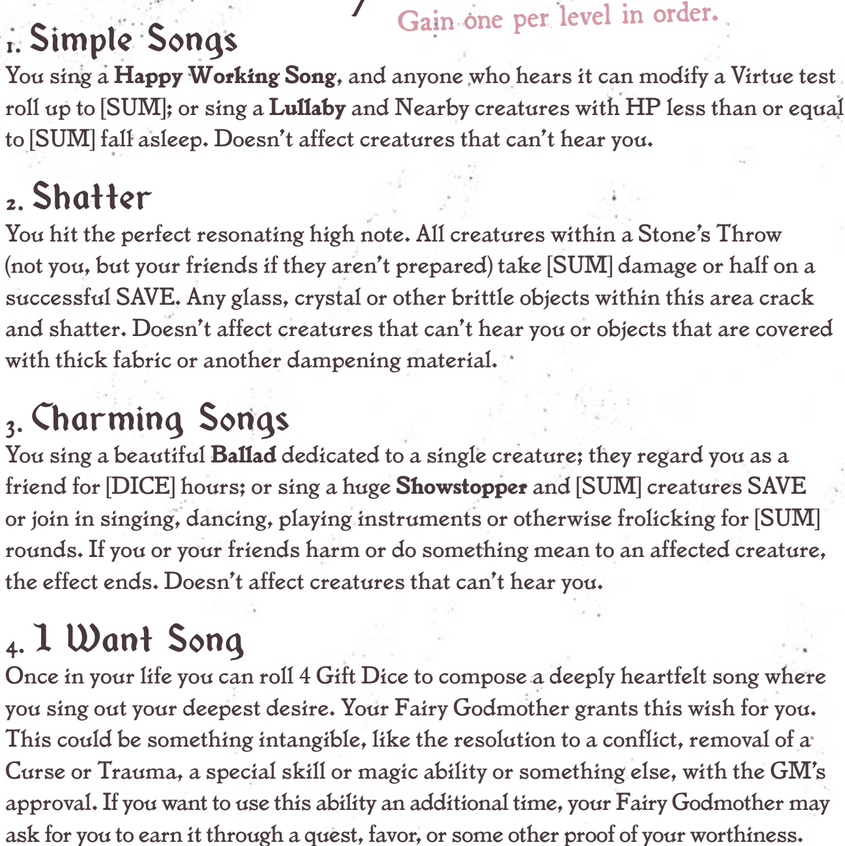 Gain one per level in order.
1. Simple Songs
You sing a Happy Working Song, and anyone who hears it can modify a Virtue test
roll up to [SUM]; or sing a Lullaby and Nearby creatures with HP less than or equal
to [SUM] fall asleep. Doesn't affect creatures that can't hear you.
2. Shatter
You hit the perfect resonating high note. All creatures within a Stone's Throw
(not you, but your friends if they aren't prepared) take [SUM] damage or half on a
successful SAVE. Any glass, crystal or other brittle objects within this area crack
and shatter. Doesn't affect creatures that can't hear you or objects that are covered
with thick fabric or another dampening material.
3. Charming Songs
You sing a beautiful Ballad dedicated to a single creature; they regard you as a
friend for [DICE] hours; or sing a huge Showstopper and [SUM] creatures SAVE
or join in singing, dancing, playing instruments or otherwise frolicking for [SUM]
rounds. If you or your friends harm or do something mean to an affected creature,
the effect ends. Doesn't affect creatures that can't hear you.
4. I Want Song
Once in your life you can roll 4 Gift Dice to compose a deeply heartfelt song where
you sing out your deepest desire. Your Fairy Godmother grants this wish for you.
This could be something intangible, like the resolution to a conflict, removal of a
Curse or Trauma, a special skill or magic ability or something else, with the GM's
approval. If you want to use this ability an additional time, your Fairy Godmother may
ask for you to earn it through a quest, favor, or some other proof of your worthiness.